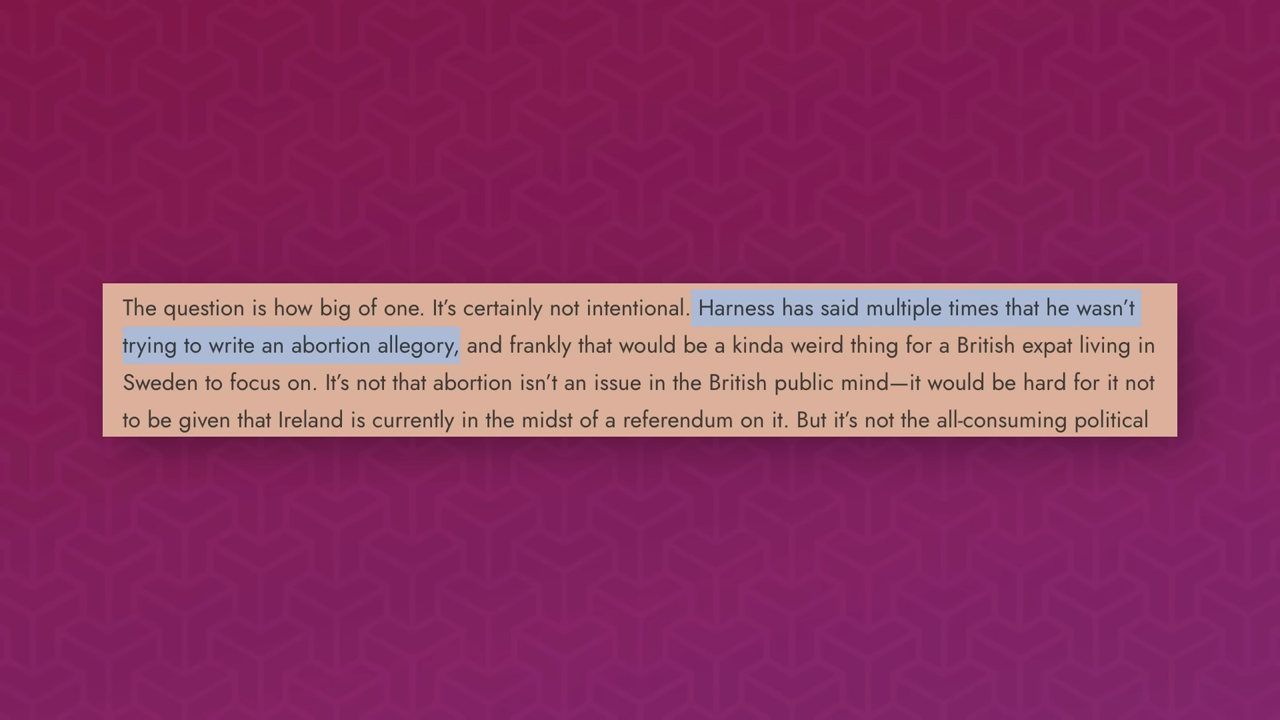 The question is how big of one. It’s certainly not intentional. Harness has said multiple times that he wasn’t
trying to write an abortion allegory, and frankly that would be a kinda weird thing for a British expat living in
Sweden to focus on. It’s not that abortion isn’t an issue in the British public mind—it would be hard for it not
to be given that Ireland is currently in the midst of a referendum on it. But it’s not the all-consuming political